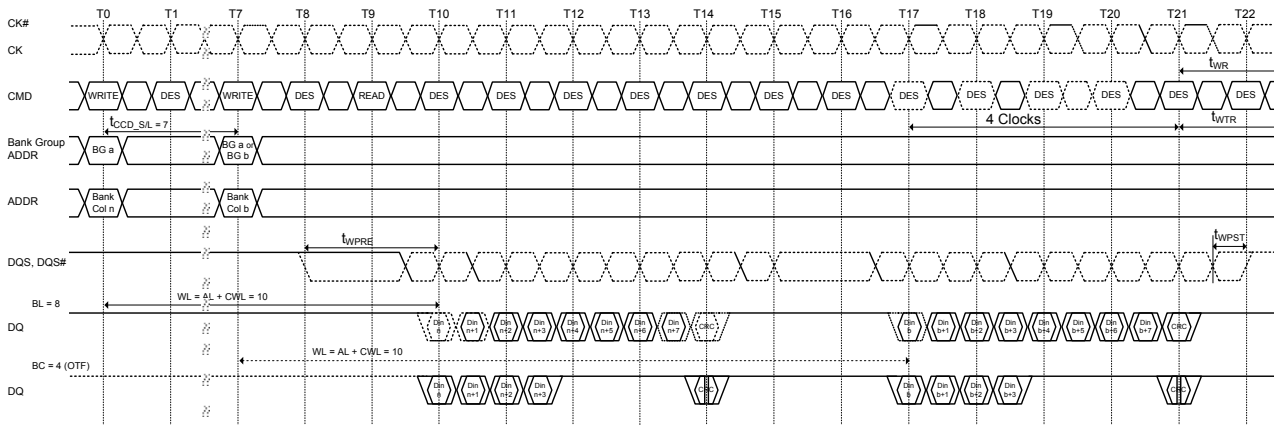 T0 T1 T7 T8 T9 T10 T11 T12 T13 T14 T15 T16 T17 T18 T19 T20 T21 T22
CK#
CK
tWR
CMD WRITE DES WRITE DES READ DES DES DES DES DES DES DES DES DES DES DES DES DES
tCCD_S/L = 7 4 Clocks tWTR
Bank Group
ADDR
BG a
BG a or
BG b
ADDR
Bank
Col n
Bank
Col b
tWPRE tWPST
DQS, DQS#
BL = 8 WL = AL + CWL = 10
DQ
Din n Din n+1 Din n+2 Din n+3 Din n+4 Din n+5 Din n+6 Din n+7 CRC Din b Din b+1 Din b+2 Din b+3 Din b+4 Din b+5 Din b+6 Din b+7 CRC
BC = 4 (OTF) WL = AL + CWL = 10
DQ
Din n Din n+1 Din n+2 Din n+3 CRC Din b Din b+1 Din b+2 Din b+3 CRC